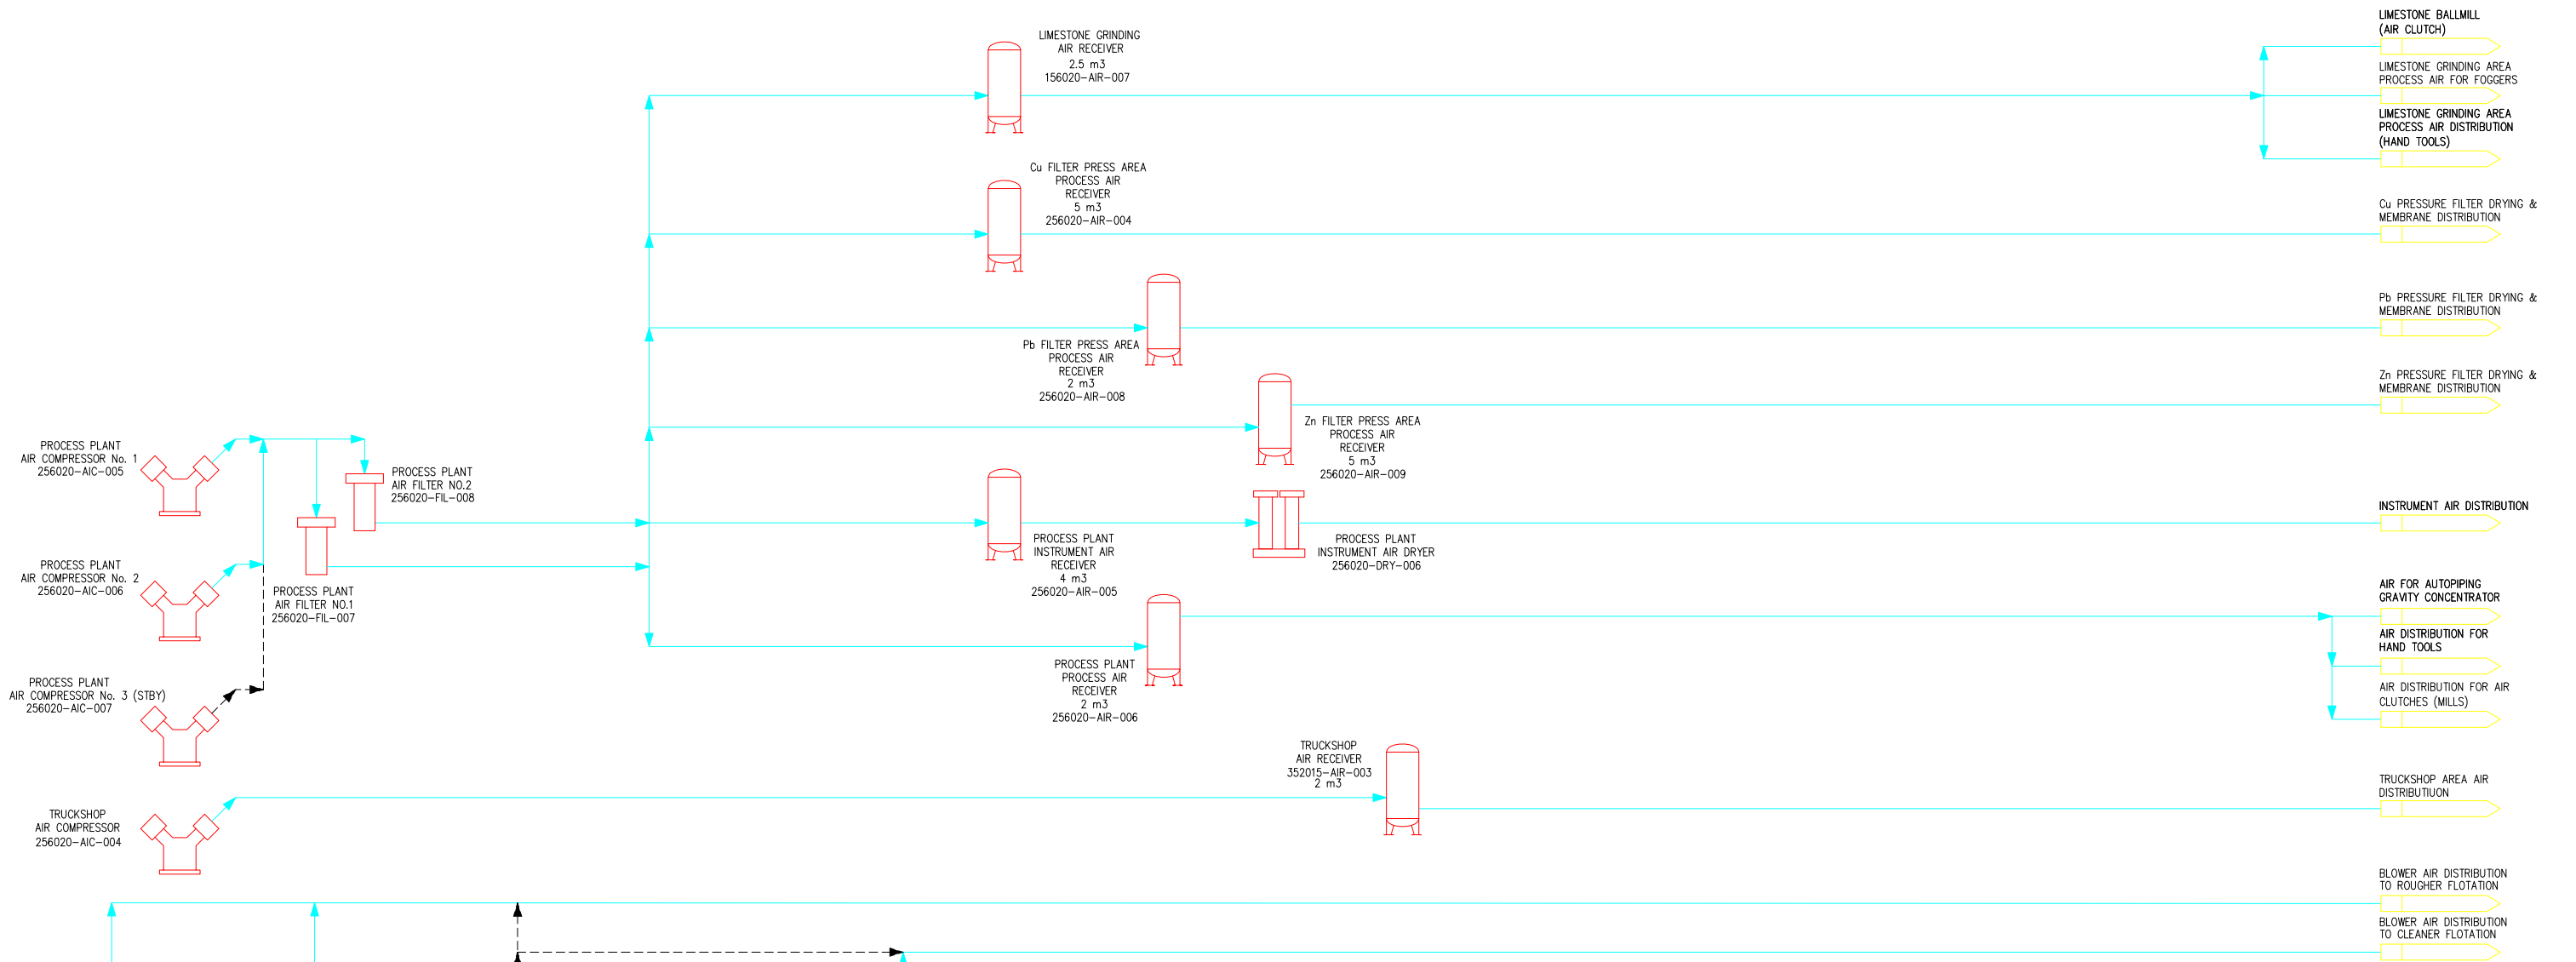 LIMESTONE BALLMILL
(AIR CLUTCH)
LIMESTONE GRINDING
AIR RECEIVER
2.5 m3
156020-AIR-007
LIMESTONE GRINDING AREA
PROCESS AIR FOR FOGGERS
LIMESTONE GRINDING AREA
PROCESS AIR DISTRIBUTION
(HAND TOOLS)
Cu FILTER PRESS AREA
PROCESS AIR
RECEIVER
5 m3
256020-AIR-004
Cu PRESSURE FILTER DRYING &
MEMBRANE DISTRIBUTION
Pb PRESSURE FILTER DRYING &
MEMBRANE DISTRIBUTION
Pb FILTER PRESS AREA
PROCESS AIR
RECEIVER
2 m3
256020-AIR-008
Zn PRESSURE FILTER DRYING &
MEMBRANE DISTRIBUTION
Zn FILTER PRESS AREA
PROCESS AIR
RECEIVER
5 m3
256020-AIR-009
PROCESS PLANT
AIR COMPRESSOR No. 1
256020-AIC-005
PROCESS PLANT
AIR FILTER NO.2
256020-FIL-008
INSTRUMENT AIR DISTRIBUTION
PROCESS PLANT
INSTRUMENT AIR
RECEIVER
4 m3
256020-AIR-005
PROCESS PLANT
INSTRUMENT AIR DRYER
256020-DRY-006
PROCESS PLANT
AIR COMPRESSOR No. 2
256020-AIC-006
PROCESS PLANT
AIR FILTER NO.1
256020-FIL-007
AIR FOR AUTOPIPING
GRAVITY CONCENTRATOR
AIR DISTRIBUTION FOR
HAND TOOLS
PROCESS PLANT
PROCESS AIR
RECEIVER
2 m3
256020-AIR-006
PROCESS PLANT
AIR COMPRESSOR No. 3 (STBY)
256020-AIC-007
AIR DISTRIBUTION FOR AIR
CLUTCHES (MILLS)
TRUCKSHOP
AIR RECEIVER
352015-AIR-003
2 m3
TRUCKSHOP AREA AIR
DISTRIBUTIUON
TRUCKSHOP
AIR COMPRESSOR
256020-AIC-004
BLOWER AIR DISTRIBUTION
TO ROUGHER FLOTATION
BLOWER AIR DISTRIBUTION
TO CLEANER FLOTATION